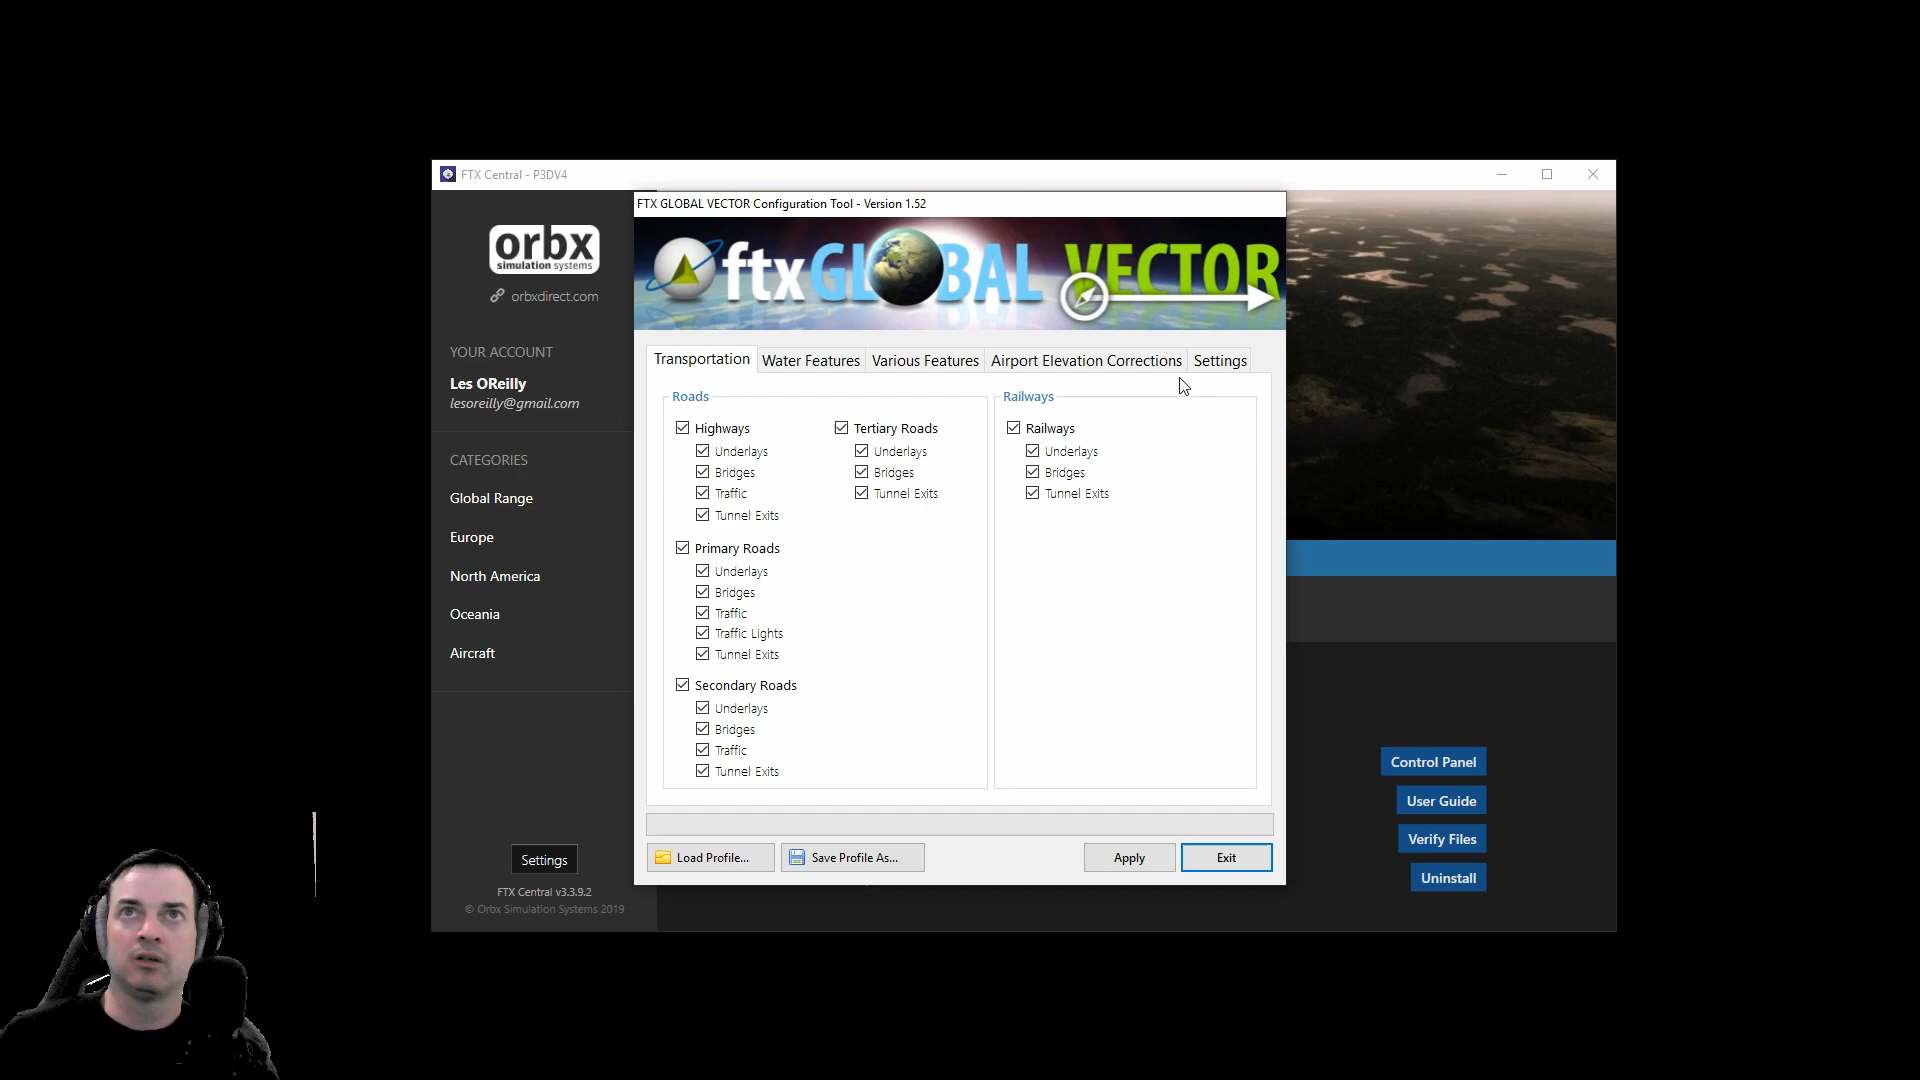 FTX Central - P3DV4
orbx
simulation systems
orbxdirect.com
YOUR ACCOUNT
Les OReilly
lesoreilly@gmail.com
CATEGORIES
Global Range
Europe
North America
Oceania
Aircraft
Settings
FTX Central v3.3.9.2
© Orbx Simulation Systems 2019
FTX GLOBAL VECTOR Configuration Tool - Version 1.52
ftx GLOBAL VECTOR
Transportation
Water Features
Various Features
Airport Elevation Corrections
Settings
Roads
Highways
Underlays
Bridges
Traffic
Tunnel Exits
Primary Roads
Underlays
Bridges
Traffic
Traffic Lights
Tunnel Exits
Secondary Roads
Underlays
Bridges
Traffic
Tunnel Exits
Tertiary Roads
Underlays
Bridges
Tunnel Exits
Railways
Railways
Underlays
Bridges
Tunnel Exits
Load Profile...
Save Profile As...
Apply
Exit
Control Panel
User Guide
Verify Files
Uninstall